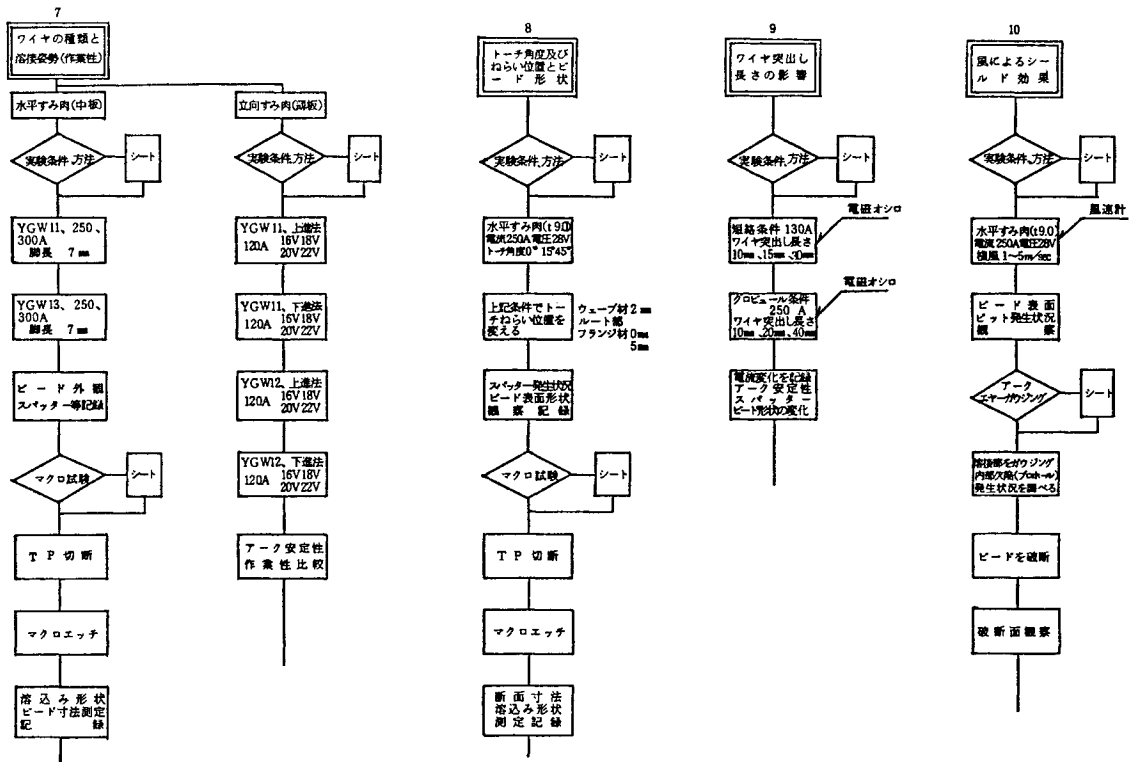 7
ワイヤの種類と
溶接姿勢(作業性)
水平すみ肉(中板)
実験条件、方法
シート
YGW11、250、
300A
脚長 7㎜
YGW13、250、
300A
脚長 7㎜
ビード外観
スパッター等記録
マクロ試験
シート
TP切断
マクロエッチ
溶込み形状
ビード寸法測定
記録
立向すみ肉(薄板)
実験条件、方法
シート
YGW11、上進法
120A 16V18V
20V22V
YGW11、下進法
120A 16V18V
20V22V
YGW12、上進法
120A 16V18V
20V22V
YGW12、下進法
120A 16V18V
20V22V
アーク安定性
作業性比較
8
トーチ角度及び
ねらい位置とビ
ード形状
実験条件、方法
シート
水平すみ肉(t9.0)
電流250A電圧28V
トーチ角度0°15°45°
上記条件でトー
チねらい位置を
変える
ウェーブ材2㎜
ルート部
フランジ材0㎜
5㎜
スパッター発生状況
ビード表面形状
観察記録
マクロ試験
シート
TP切断
マクロエッチ
断面寸法
溶込み形状
測定記録
9
ワイヤ突出し
長さの影響
実験条件、方法
シート
電磁オシロ
短絡条件 130A
ワイヤ突出し長さ
10㎜、15㎜、30㎜
電磁オシロ
グロビュール条件
250A
ワイヤ突出し長さ
10㎜、20㎜、40㎜
電流変化を記録
アーク安定性
スパッター
ビード形状の変化
10
風によるシー
ルド効果
実験条件、方法
シート
風速計
水平すみ肉(t9.0)
電流250A電圧28V
横風1~5m/sec
ビード表面
ピット発生状況
観察
アーク
エヤーガウジング
シート
溶接部をガウジング
内部欠陥(ブロホール)
発生状況を調べる
ビードを破断
破断面観察